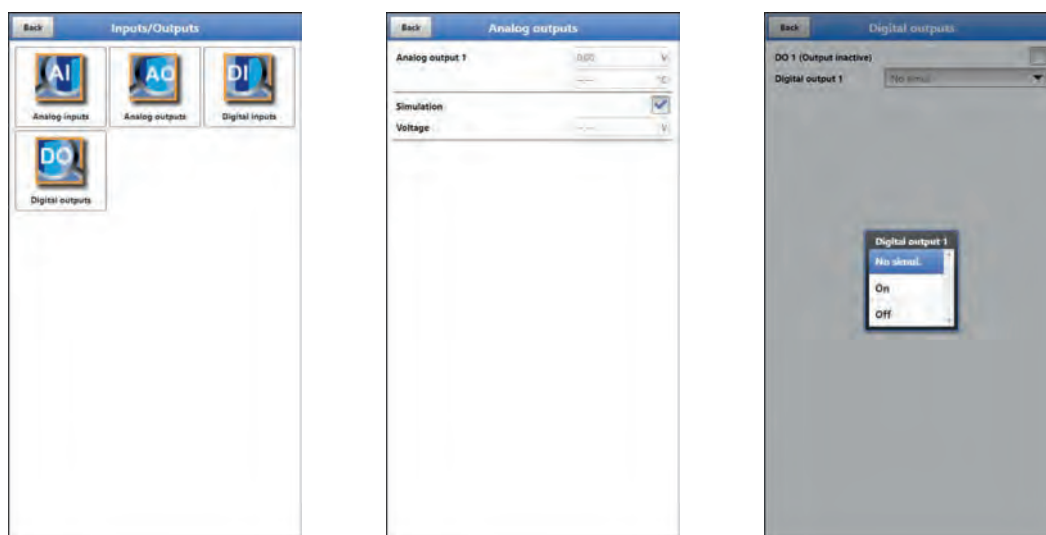 Back Inputs/Outputs
AI AO DI
Analog inputs Analog outputs Digital inputs
DO
Digital outputs
Back Analog outputs
Analog output 1 0.00 V
--.-- °C
Simulation
Voltage --.-- V
Back Digital outputs
DO 1 (Output inactive)
Digital output 1 No simul.
Digital output 1
No simul.
On
Off